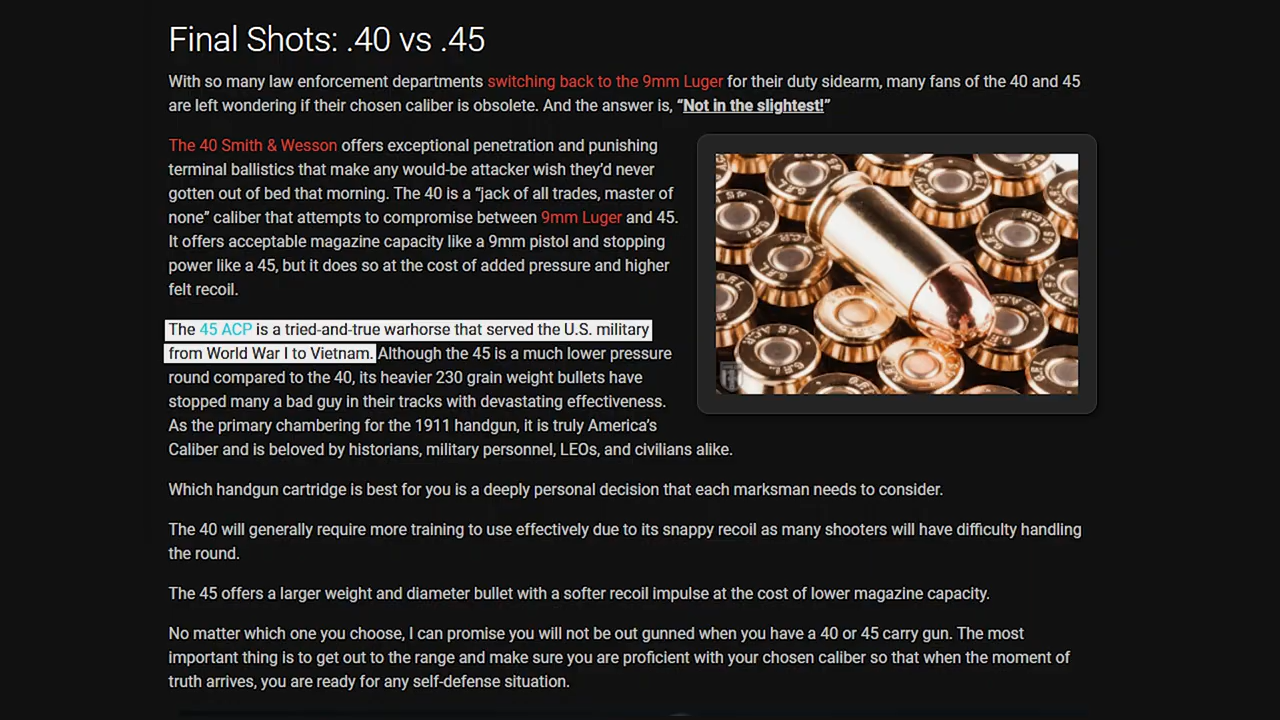 Final Shots: .40 vs .45
With so many law enforcement departments switching back to the 9mm Luger for their duty sidearm, many fans of the 40 and 45
are left wondering if their chosen caliber is obsolete. And the answer is, “Not in the slightest!”
The 40 Smith & Wesson offers exceptional penetration and punishing
terminal ballistics that make any would-be attacker wish they’d never
gotten out of bed that morning. The 40 is a “jack of all trades, master of
none” caliber that attempts to compromise between 9mm Luger and 45.
It offers acceptable magazine capacity like a 9mm pistol and stopping
power like a 45, but it does so at the cost of added pressure and higher
felt recoil.
The 45 ACP is a tried-and-true warhorse that served the U.S. military
from World War I to Vietnam. Although the 45 is a much lower pressure
round compared to the 40, its heavier 230 grain weight bullets have
stopped many a bad guy in their tracks with devastating effectiveness.
As the primary chambering for the 1911 handgun, it is truly America’s
Caliber and is beloved by historians, military personnel, LEOs, and civilians alike.
Which handgun cartridge is best for you is a deeply personal decision that each marksman needs to consider.
The 40 will generally require more training to use effectively due to its snappy recoil as many shooters will have difficulty handling
the round.
The 45 offers a larger weight and diameter bullet with a softer recoil impulse at the cost of lower magazine capacity.
No matter which one you choose, I can promise you will not be out gunned when you have a 40 or 45 carry gun. The most
important thing is to get out to the range and make sure you are proficient with your chosen caliber so that when the moment of
truth arrives, you are ready for any self-defense situation.